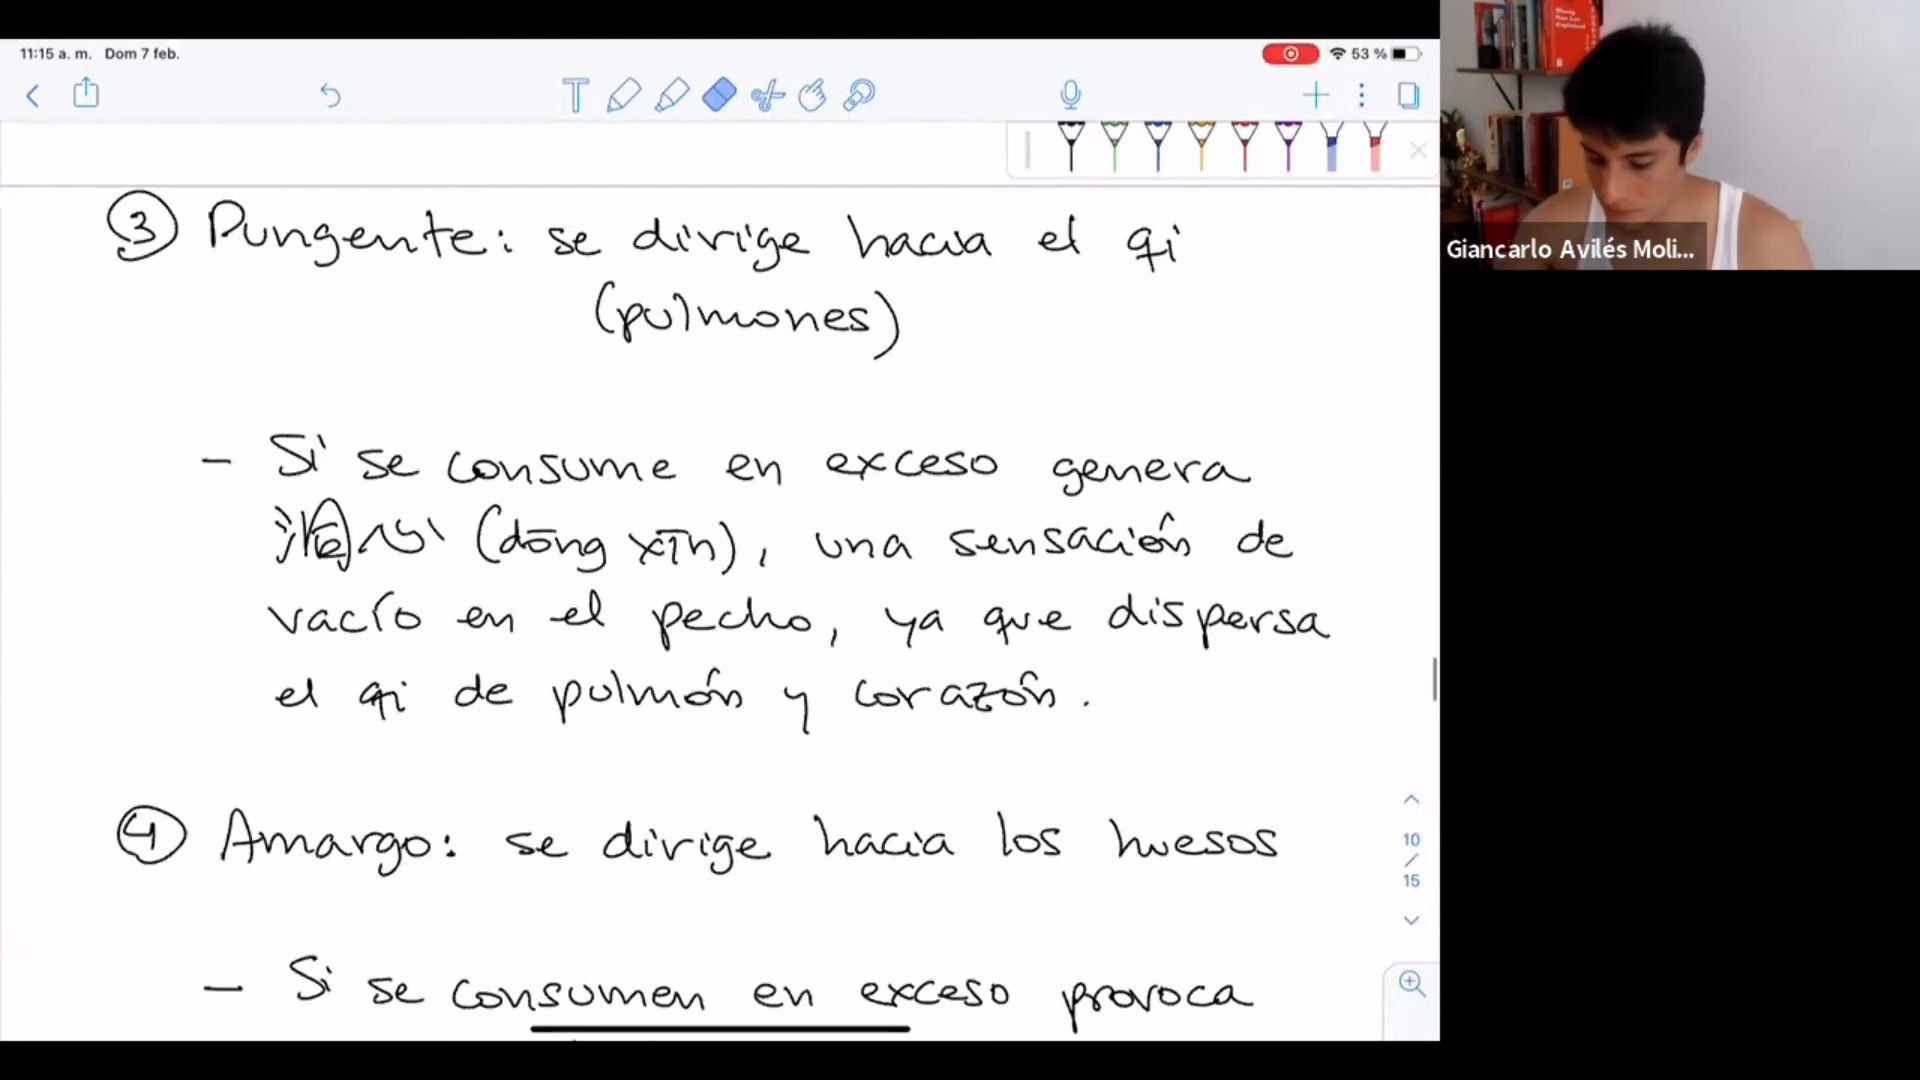 11:15 a. m. Dom 7 feb.
53 %
T
③ Pungente: se dirige hacia el qi
(pulmones)
Giancarlo Avilés Moli...
- Si se consume en exceso genera
心 (dōng xīn), una sensación de
vacío en el pecho, ya que dispersa
el qi de pulmón y corazón.
④ Amargo: se dirige hacia los huesos
10
/
15
- Si se consumen en exceso provoca